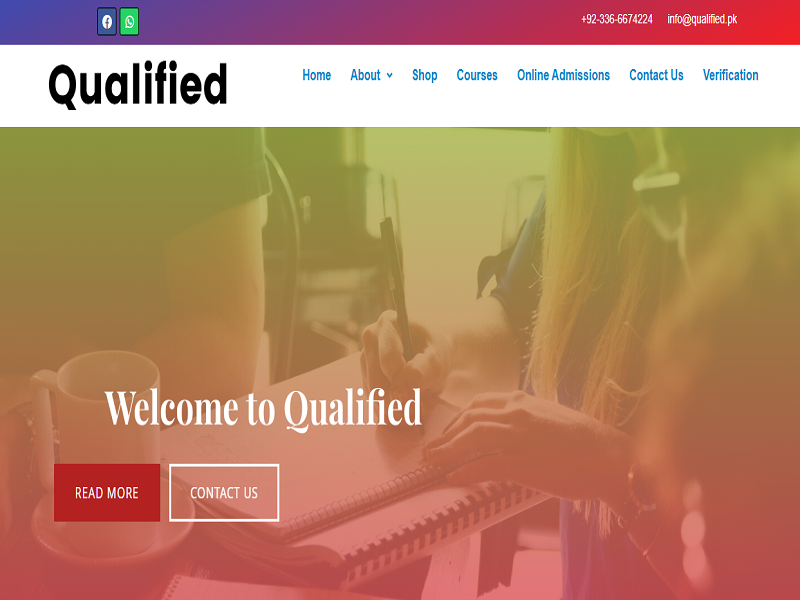 +92-336-6674224 info@qualified.pk
Qualified
Home About Shop Courses Online Admissions Contact Us Verification
Welcome to Qualified
READ MORE CONTACT US